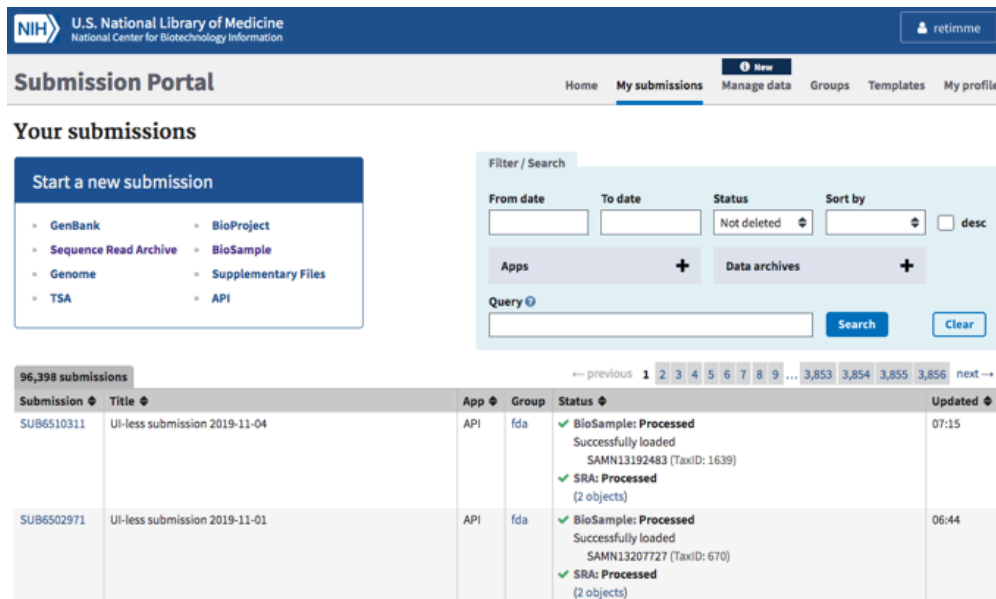 NIH U.S. National Library of Medicine
National Center for Biotechnology Information
retimme
Submission Portal
New
Home My submissions Manage data Groups Templates My profile
Your submissions
Start a new submission
GenBank BioProject
Sequence Read Archive BioSample
Genome Supplementary Files
TSA API
Filter / Search
From date To date Status Sort by
Not deleted desc
Apps + Data archives +
Query ?
Search Clear
96,398 submissions ← previous 1 2 3 4 5 6 7 8 9 ... 3,853 3,854 3,855 3,856 next →
Submission Title App Group Status Updated
SUB6510311 UI-less submission 2019-11-04 API fda ✔ BioSample: Processed 07:15
Successfully loaded
SAMN13192483 (TaxID: 1639)
✔ SRA: Processed
(2 objects)
SUB6502971 UI-less submission 2019-11-01 API fda ✔ BioSample: Processed 06:44
Successfully loaded
SAMN13207727 (TaxID: 670)
✔ SRA: Processed
(2 objects)